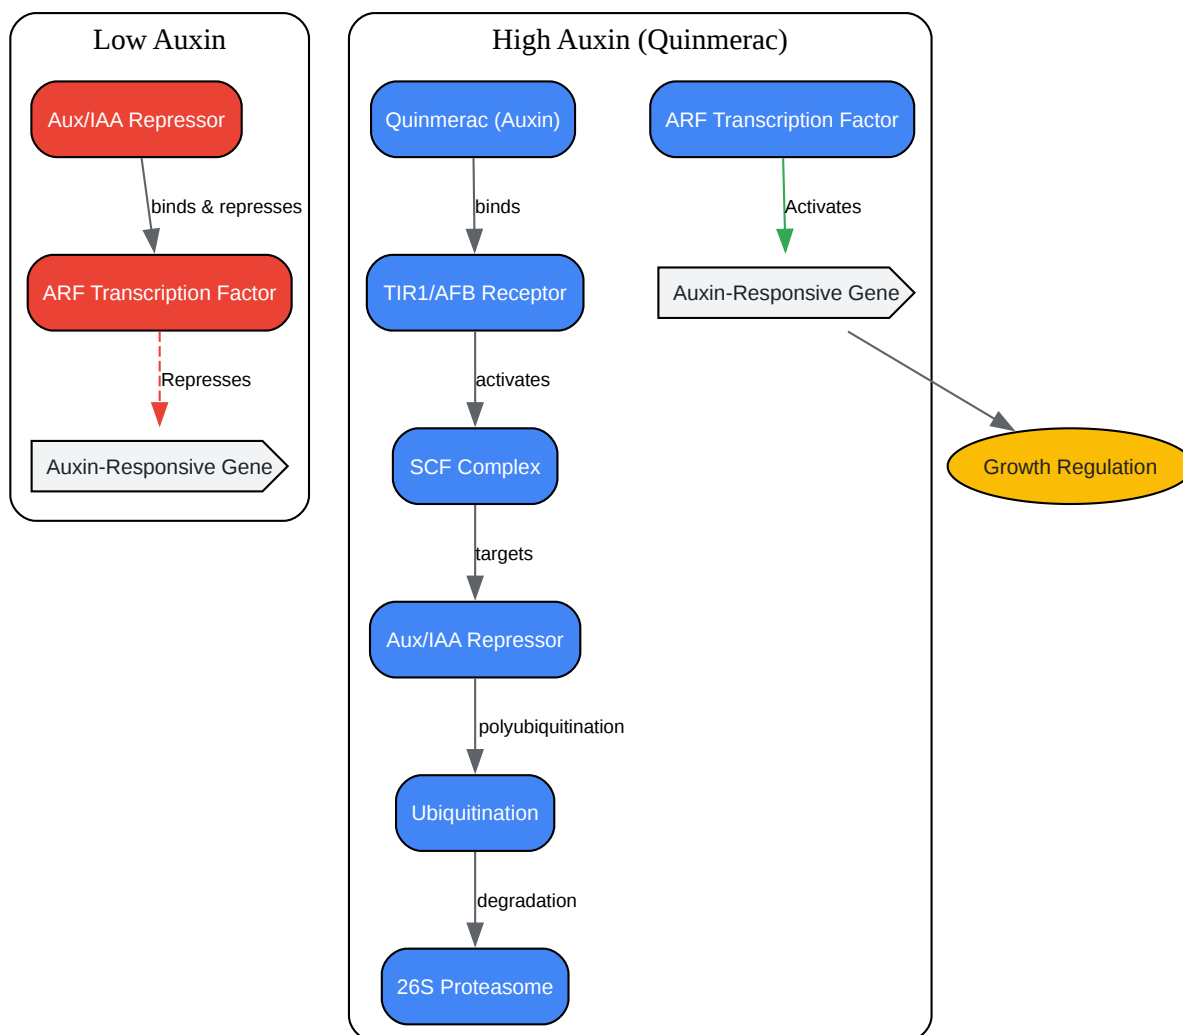 Low Auxin
Aux/IAA Repressor
binds & represses
ARF Transcription Factor
Represses
Auxin-Responsive Gene
High Auxin (Quinmerac)
Quinmerac (Auxin)
binds
TIR1/AFB Receptor
activates
SCF Complex
targets
Aux/IAA Repressor
polyubiquitination
Ubiquitination
degradation
26S Proteasome
ARF Transcription Factor
Activates
Auxin-Responsive Gene
Growth Regulation